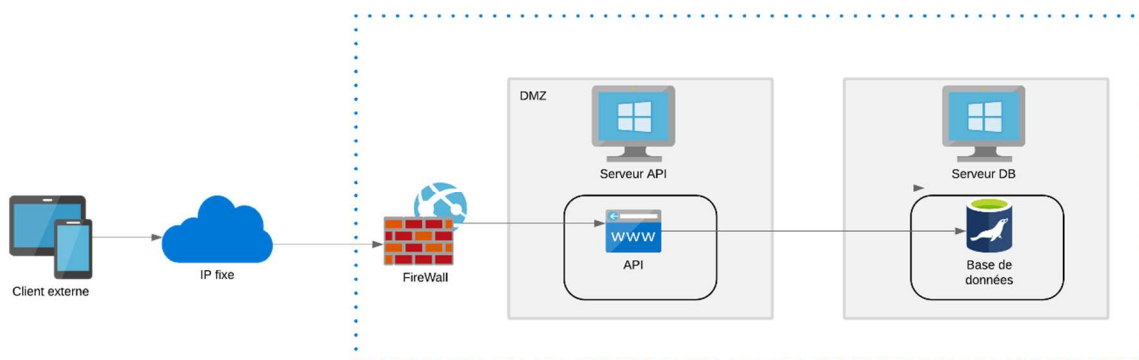 DMZ
Serveur API
Serveur DB
www
Client externe
IP fixe
FireWall
API
Base de
données